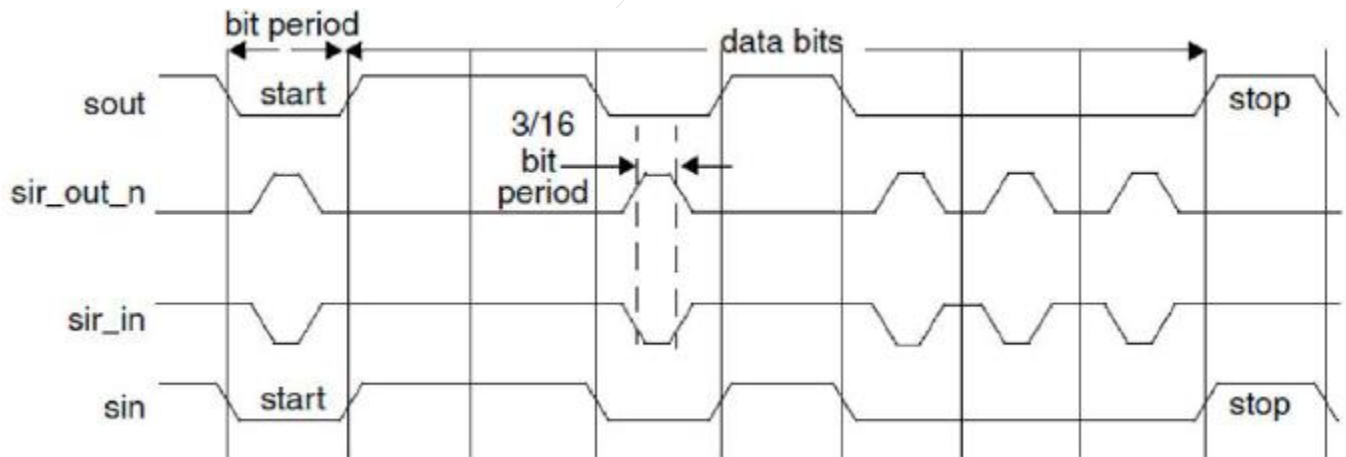 bit period
data bits
sout
start
stop
3/16
bit
period
sir_out_n
sir_in
sin
start
stop